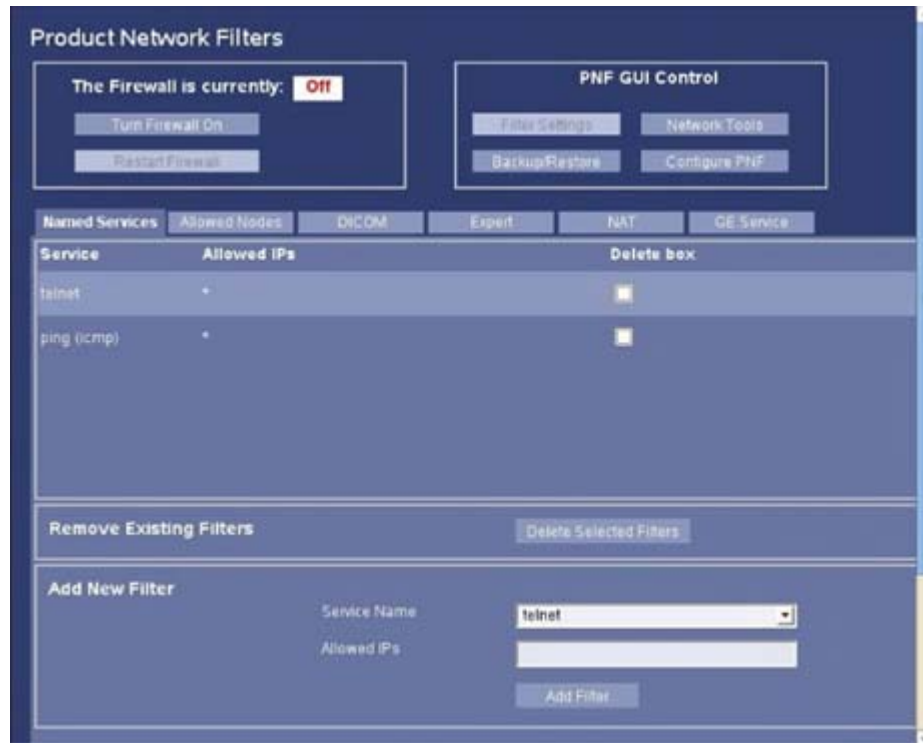 Product Network Filters
The Firewall is currently: Off
Turn Firewall On
Restart Firewall
PNF GUI Control
Filter Settings Network Tools
Backup/Restore Configure PNF
Named Services Allowed Nodes DICOM Expert NAT GE Service
Service Allowed IPs Delete box
telnet *
ping (icmp) *
Remove Existing Filters Delete Selected Filters
Add New Filter
Service Name telnet
Allowed IPs
Add Filter